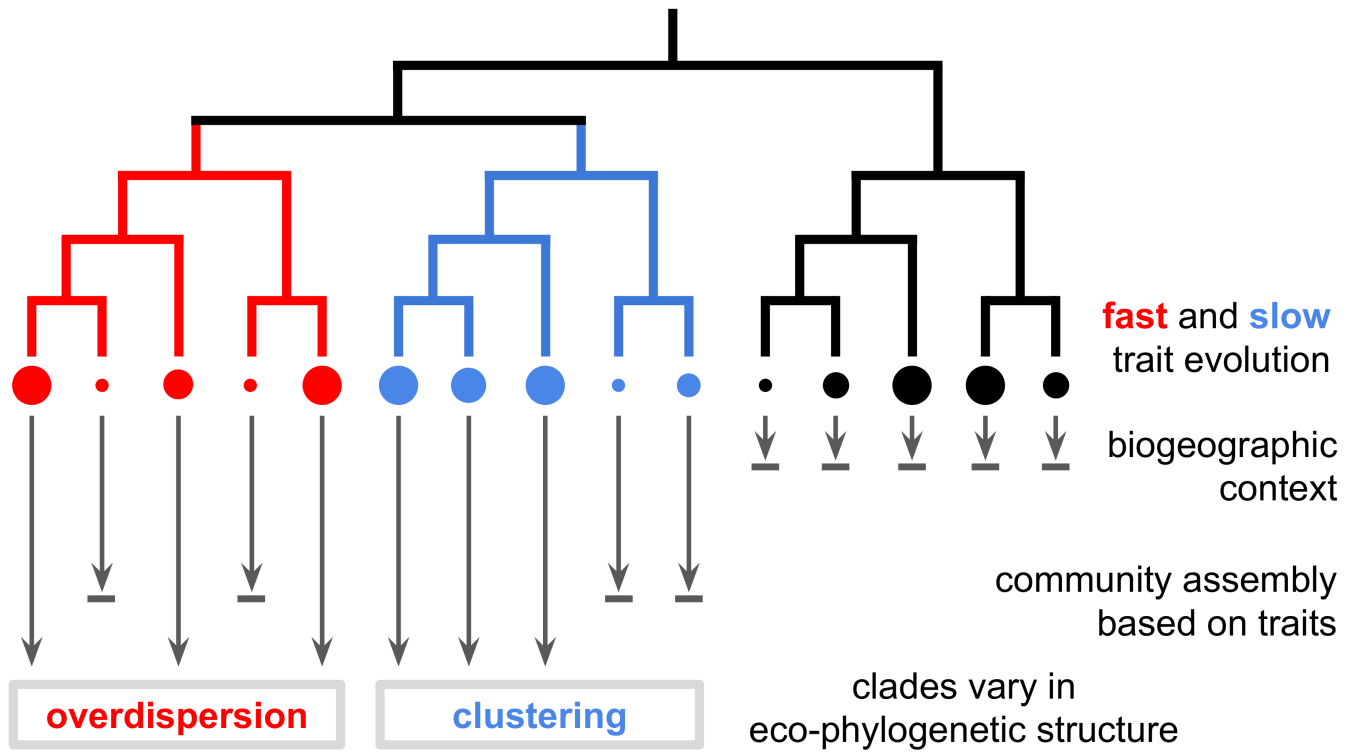 fast and slow
trait evolution
biogeographic
context
community assembly
based on traits
clades vary in
eco-phylogenetic structure
overdispersion
clustering